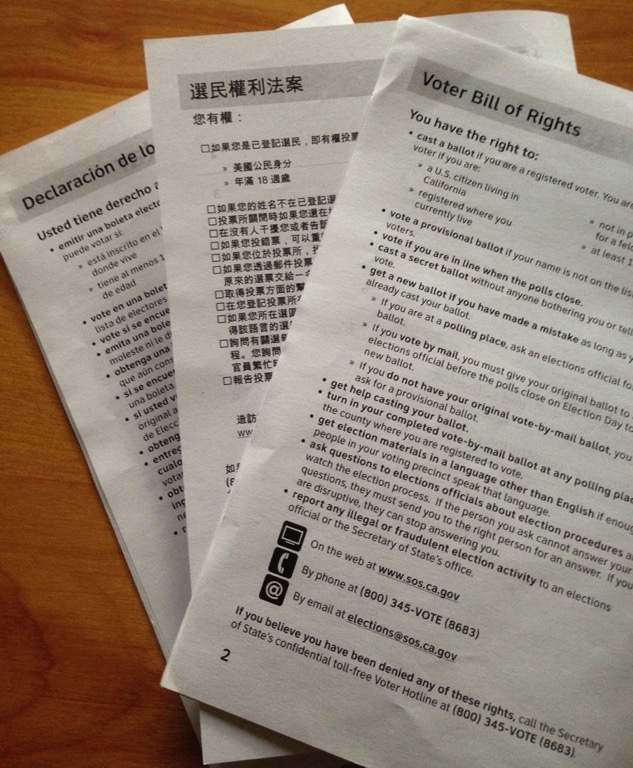 Declaración de lo
Usted tiene derecho a
• emitir una boleta electo
puede votar si:
» está inscrito en el
donde vive
» tiene al menos 1
de edad
• vote en una bolet
lista de electores
• vote si se encue
• emita una bole
moleste ni le d
• obtenga una
que aún cons
» si se encue
una boleta
» si usted v
original a
de Elecc
» si
• obteng
• entreg
cualq
vota
• obt
選民權利法案
您有權：
□如果您是已登記選民，即有權投票
» 美國公民身分
» 年滿 18 週歲
□如果您的姓名不在已登記選
□投票所關閉時如果您還在
□在沒有人干擾您或者告訴
□如果您投錯票，可以重
□如果您位於投票所，
□如果您透過郵件投票
原來的選票交給一
□取得投票方面的幫
□在您登記投票所
□如果您所在選區
得該語言的選
□詢問有關選舉
程。您詢問
官員繁忙
□報告投票
造訪
www
如果
(8
Voter Bill of Rights
You have the right to:
• cast a ballot if you are a registered voter. You are
voter if you are:
» a U.S. citizen living in
California
» registered where you
currently live
» not in p
for a fel
» at least 1
• vote a provisional ballot if your name is not on the lis
voters.
• vote if you are in line when the polls close.
• cast a secret ballot without anyone bothering you or tell
vote.
• get a new ballot if you have made a mistake as long as y
already cast your ballot.
» If you are at a polling place, ask an elections official fo
ballot.
» If you vote by mail, you must give your original ballot to
elections official before the polls close on Election Day to
new ballot.
» If you do not have your original vote-by-mail ballot, you
ask for a provisional ballot.
• get help casting your ballot.
• turn in your completed vote-by-mail ballot at any polling plac
the county where you are registered to vote.
• get election materials in a language other than English if enoug
people in your voting precinct speak that language.
• ask questions to elections officials about election procedures a
watch the election process. If the person you ask cannot answer your
questions, they must send you to the right person for an answer. If you
are disruptive, they can stop answering you.
• report any illegal or fraudulent election activity to an elections
official or the Secretary of State's office.
On the web at www.sos.ca.gov
By phone at (800) 345-VOTE (8683)
@ By email at elections@sos.ca.gov
If you believe you have been denied any of these rights, call the Secretary
of State's confidential toll-free Voter Hotline at (800) 345-VOTE (8683).
2